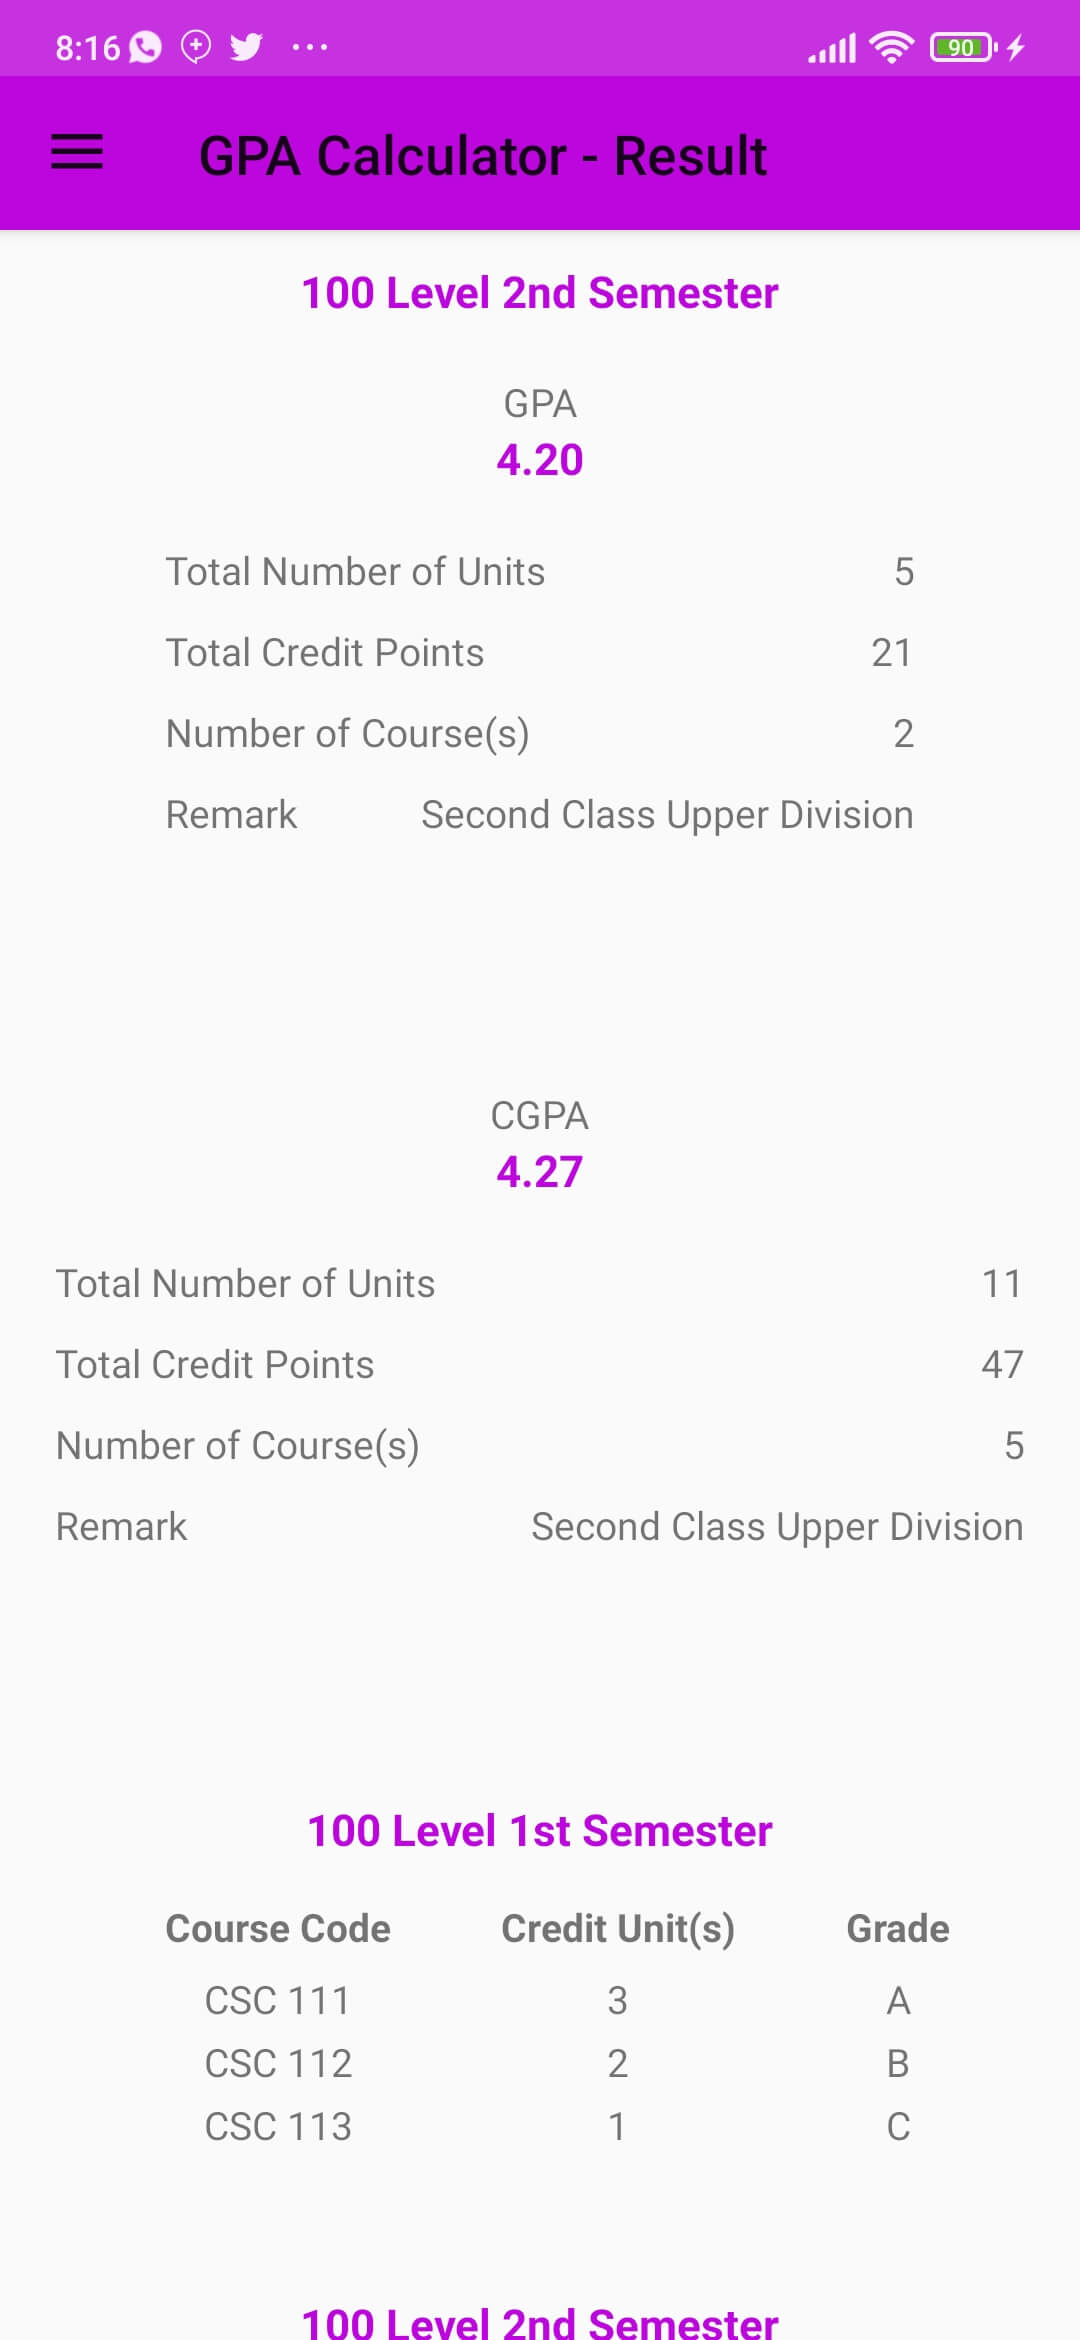 8:16 90
GPA Calculator - Result
100 Level 2nd Semester
GPA
4.20
Total Number of Units 5
Total Credit Points 21
Number of Course(s) 2
Remark Second Class Upper Division
CGPA
4.27
Total Number of Units 11
Total Credit Points 47
Number of Course(s) 5
Remark Second Class Upper Division
100 Level 1st Semester
Course Code Credit Unit(s) Grade
CSC 111 3 A
CSC 112 2 B
CSC 113 1 C
100 Level 2nd Semester